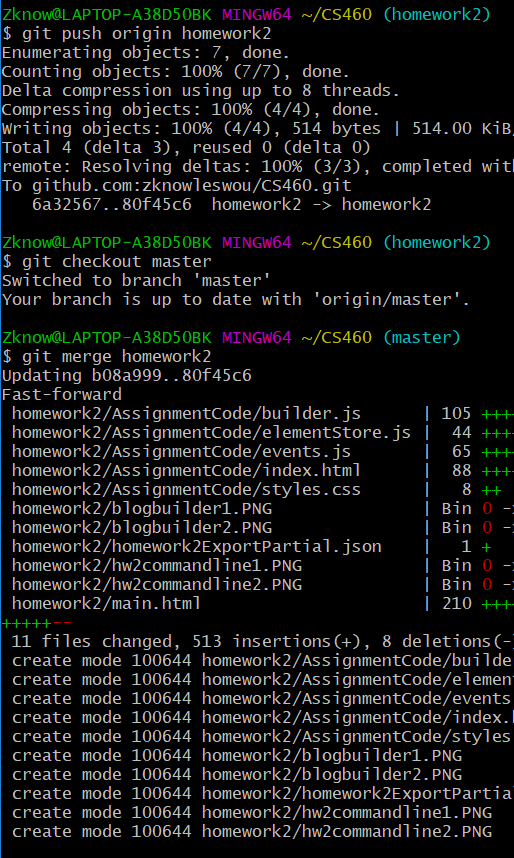 Zknow@LAPTOP-A38D50BK MINGW64 ~/CS460 (homework2)
$ git push origin homework2
Enumerating objects: 7, done.
Counting objects: 100% (7/7), done.
Delta compression using up to 8 threads.
Compressing objects: 100% (4/4), done.
Writing objects: 100% (4/4), 514 bytes | 514.00 KiB/
Total 4 (delta 3), reused 0 (delta 0)
remote: Resolving deltas: 100% (3/3), completed with
To github.com:zknowleswou/CS460.git
   6a32567..80f45c6  homework2 -> homework2
Zknow@LAPTOP-A38D50BK MINGW64 ~/CS460 (homework2)
$ git checkout master
Switched to branch 'master'
Your branch is up to date with 'origin/master'.
Zknow@LAPTOP-A38D50BK MINGW64 ~/CS460 (master)
$ git merge homework2
Updating b08a999..80f45c6
Fast-forward
 homework2/AssignmentCode/builder.js      | 105 ++++
 homework2/AssignmentCode/elementStore.js |  44 ++++
 homework2/AssignmentCode/events.js       |  65 ++++
 homework2/AssignmentCode/index.html      |  88 ++++
 homework2/AssignmentCode/styles.css      |   8 ++
 homework2/blogbuilder1.PNG               | Bin 0 -
 homework2/blogbuilder2.PNG               | Bin 0 -
 homework2/homework2ExportPartial.json    |   1 +
 homework2/hw2commandline1.PNG            | Bin 0 -
 homework2/hw2commandline2.PNG            | Bin 0 -
 homework2/main.html                      | 210 ++++
+++++--
 11 files changed, 513 insertions(+), 8 deletions(-)
 create mode 100644 homework2/AssignmentCode/builde
 create mode 100644 homework2/AssignmentCode/elemen
 create mode 100644 homework2/AssignmentCode/events
 create mode 100644 homework2/AssignmentCode/index.
 create mode 100644 homework2/AssignmentCode/styles
 create mode 100644 homework2/blogbuilder1.PNG
 create mode 100644 homework2/blogbuilder2.PNG
 create mode 100644 homework2/homework2ExportPartia
 create mode 100644 homework2/hw2commandline1.PNG
 create mode 100644 homework2/hw2commandline2.PNG